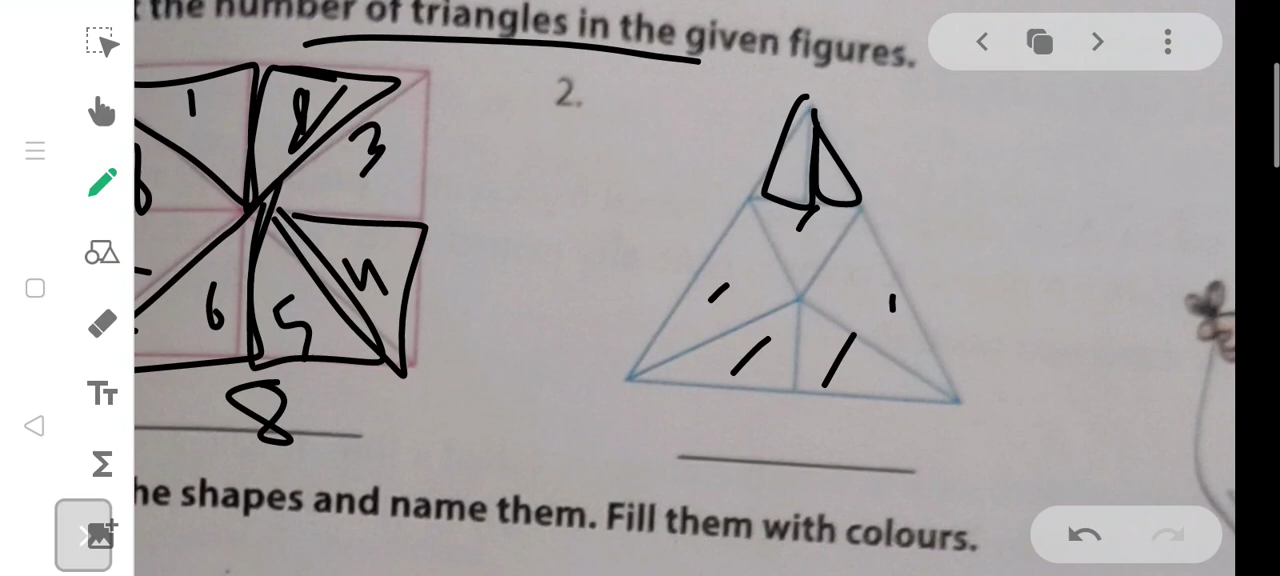 the number of triangles in the given figures.
2.
1
8
3
6
5
4
8
he shapes and name them. Fill them with colours.
Tt
Σ